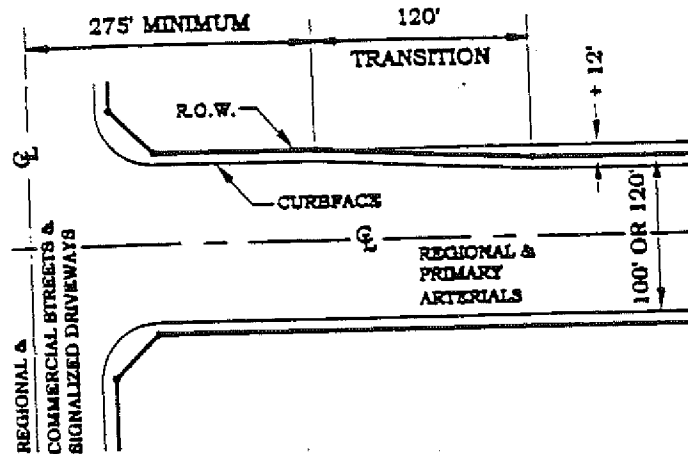 275' MINIMUM
120'
TRANSITION
± 12'
R.O.W.
CURBFACE
℄
℄
REGIONAL &
PRIMARY
ARTERIALS
100' OR 120'
REGIONAL &
COMMERCIAL STREETS &
SIGNALIZED DRIVEWAYS